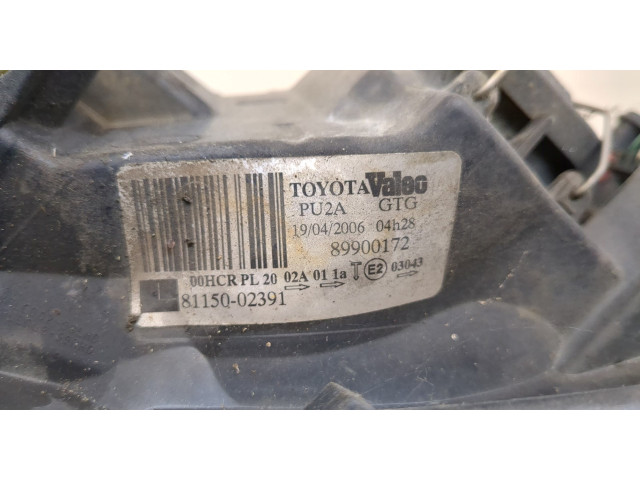 TOYOTA Valeo
PU2A GTG
19/04/2006 04h28
89900172
00HCR PL 20 02A 01 1a E2 03043
81150-02391